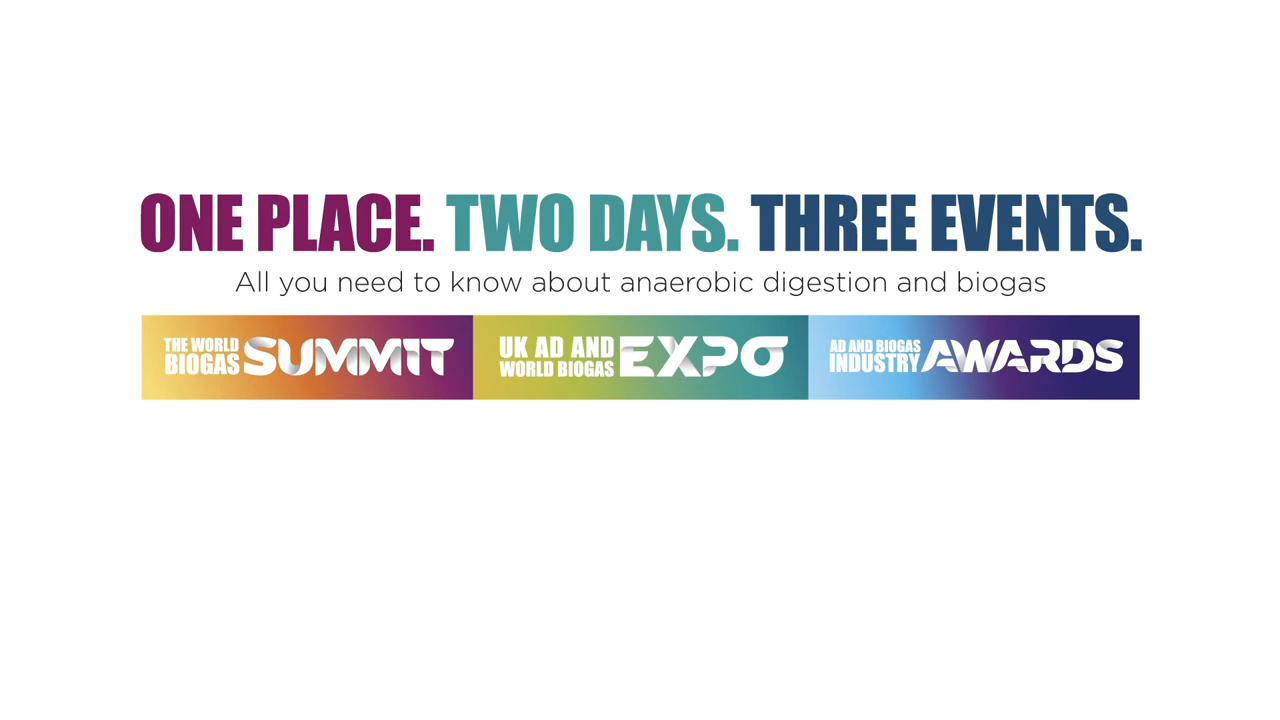 ONE PLACE. TWO DAYS. THREE EVENTS.
All you need to know about anaerobic digestion and biogas
THE WORLD
BIOGAS SUMMIT
UK AD AND
WORLD BIOGAS EXPO
AD AND BIOGAS
INDUSTRY AWARDS